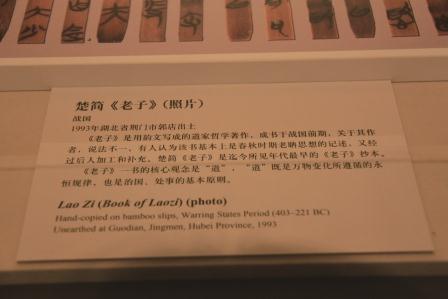 楚简《老子》(照片)
战国
1993年湖北省荆门市郭店出土
《老子》是用韵文写成的道家哲学著作，成书于战国前期，关于其作
者，说法不一，有人认为该书基本上是春秋时期老聃思想的记述，又经
过后人加工和补充。楚简《老子》是迄今所见年代最早的《老子》抄本。
《老子》一书的核心观念是“道”，“道”既是万物变化所遵循的永
恒规律，也是治国、处事的基本原则。
Lao Zi (Book of Laozi) (photo)
Hand-copied on bamboo slips, Warring States Period (403-221 BC)
Unearthed at Guodian, Jingmen, Hubei Province, 1993